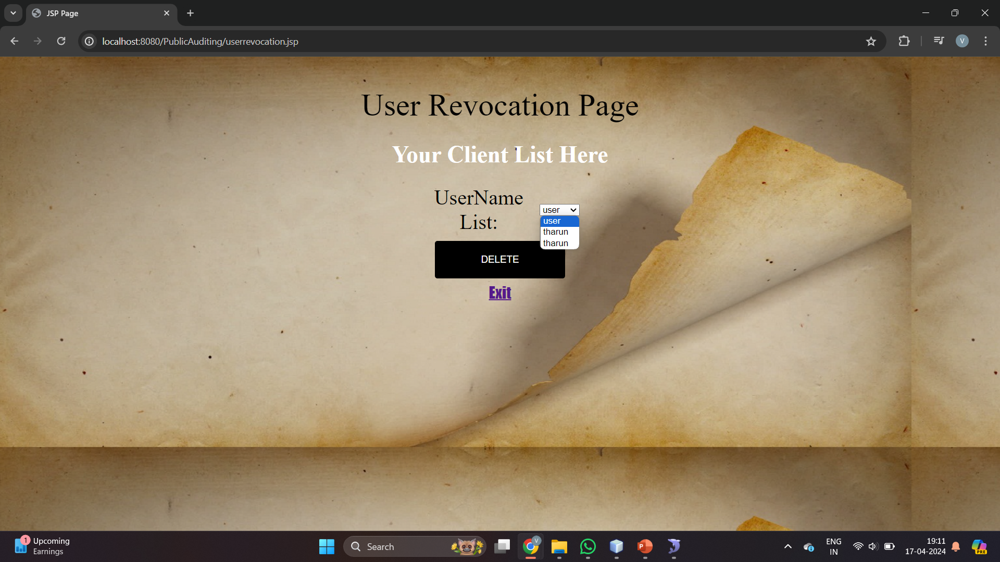 JSP Page
localhost:8080/PublicAuditing/userrevocation.jsp
V
User Revocation Page
Your Client List Here
UserName
List:
user
user
tharun
tharun
DELETE
Exit
1
Upcoming
Earnings
Search
V
P
ENG
IN
19:11
17-04-2024
PRE